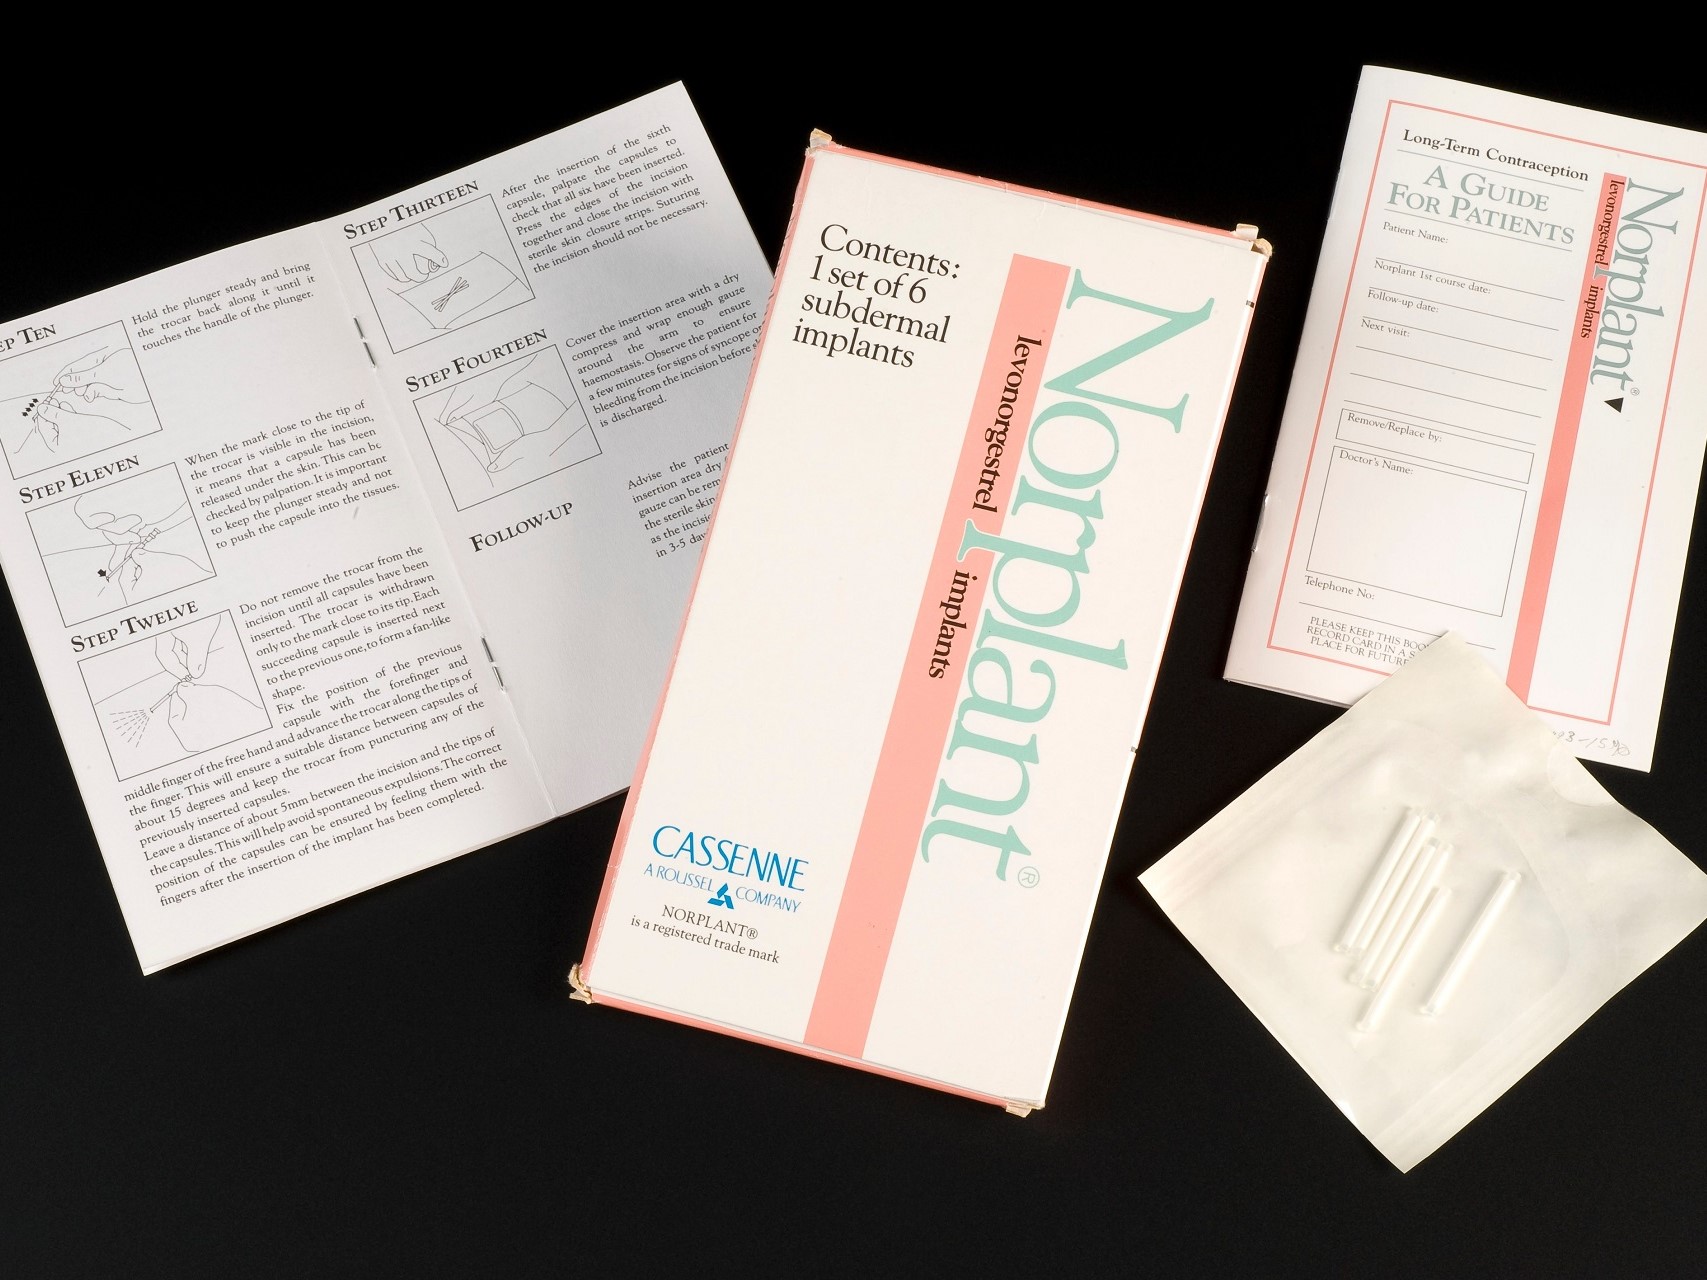 EP TEN
Hold the plunger steady and bring
the trocar back along it until it
touches the handle of the plunger.
STEP ELEVEN
When the mark close to the tip of
the trocar is visible in the incision,
it means that a capsule has been
released under the skin. This can be
checked by palpation. It is important
to keep the plunger steady and not
to push the capsule into the tissues.
STEP TWELVE
Do not remove the trocar from the
incision until all capsules have been
inserted. The trocar is withdrawn
only to the mark close to its tip. Each
succeeding capsule is inserted next
to the previous one, to form a fan-like
shape.
Fix the position of the previous
capsule with the forefinger and
middle finger of the free hand and advance the trocar along the tips of
the finger. This will ensure a suitable distance between capsules of
about 15 degrees and keep the trocar from puncturing any of the
previously inserted capsules.
Leave a distance of about 5mm between the incision and the tips of
the capsules. This will help avoid spontaneous expulsions. The correct
position of the capsules can be ensured by feeling them with the
fingers after the insertion of the implant has been completed.
STEP THIRTEEN
After the insertion of the sixth
capsule, palpate the capsules to
check that all six have been inserted.
Press the edges of the incision
together and close the incision with
sterile skin closure strips. Suturing
the incision should not be necessary.
STEP FOURTEEN
Cover the insertion area with a dry
compress and wrap enough gauze
around the arm to ensure
haemostasis. Observe the patient for
a few minutes for signs of syncope or
bleeding from the incision before s
is discharged.
FOLLOW-UP
Advise the patient
insertion area dry
gauze can be rem
the sterile skin
as the incisi
in 3-5 day
Contents:
1 set of 6
subdermal
implants
Norplant®
levonorgestrel implants
CASSENNE
A ROUSSEL COMPANY
NORPLANT®
is a registered trade mark
Long-Term Contraception
A GUIDE
FOR PATIENTS
Patient Name:
Norplant 1st course date:
Follow-up date:
Next visit:
Remove/Replace by:
Doctor's Name:
Telephone No:
PLEASE KEEP THIS BOO
RECORD CARD IN A S
PLACE FOR FUTUR
Norplant®
levonorgestrel implants